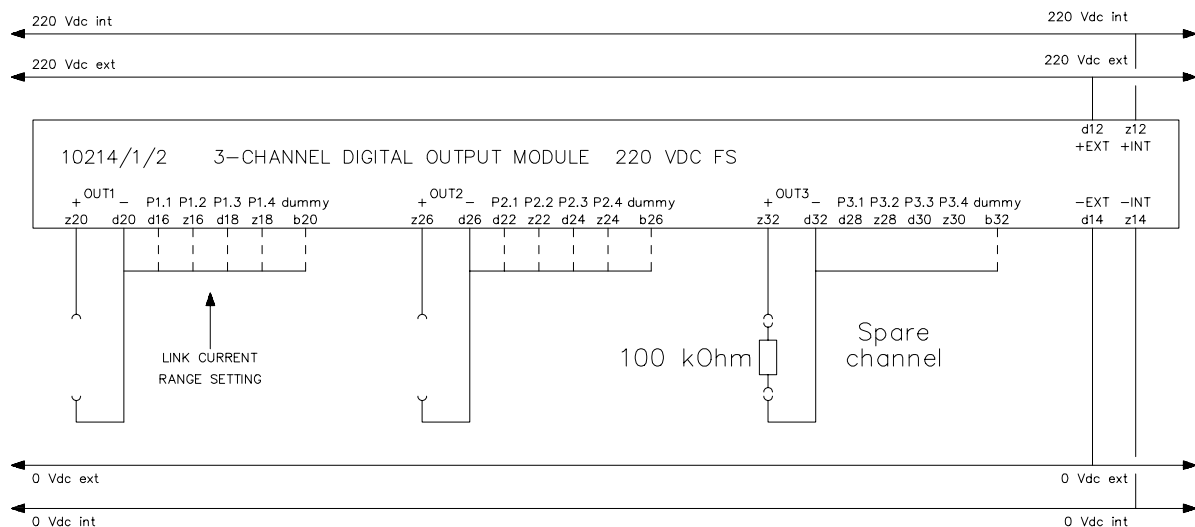 220 Vdc int 220 Vdc int
220 Vdc ext 220 Vdc ext
d12 z12
+EXT +INT
10214/1/2 3-CHANNEL DIGITAL OUTPUT MODULE 220 VDC FS
+ OUT1 - P1.1 P1.2 P1.3 P1.4 dummy + OUT2 - P2.1 P2.2 P2.3 P2.4 dummy + OUT3 - P3.1 P3.2 P3.3 P3.4 dummy -EXT -INT
z20 d20 d16 z16 d18 z18 b20 z26 d26 d22 z22 d24 z24 b26 z32 d32 d28 z28 d30 z30 b32 d14 z14
LINK CURRENT
RANGE SETTING
100 kOhm
Spare
channel
0 Vdc ext 0 Vdc ext
0 Vdc int 0 Vdc int